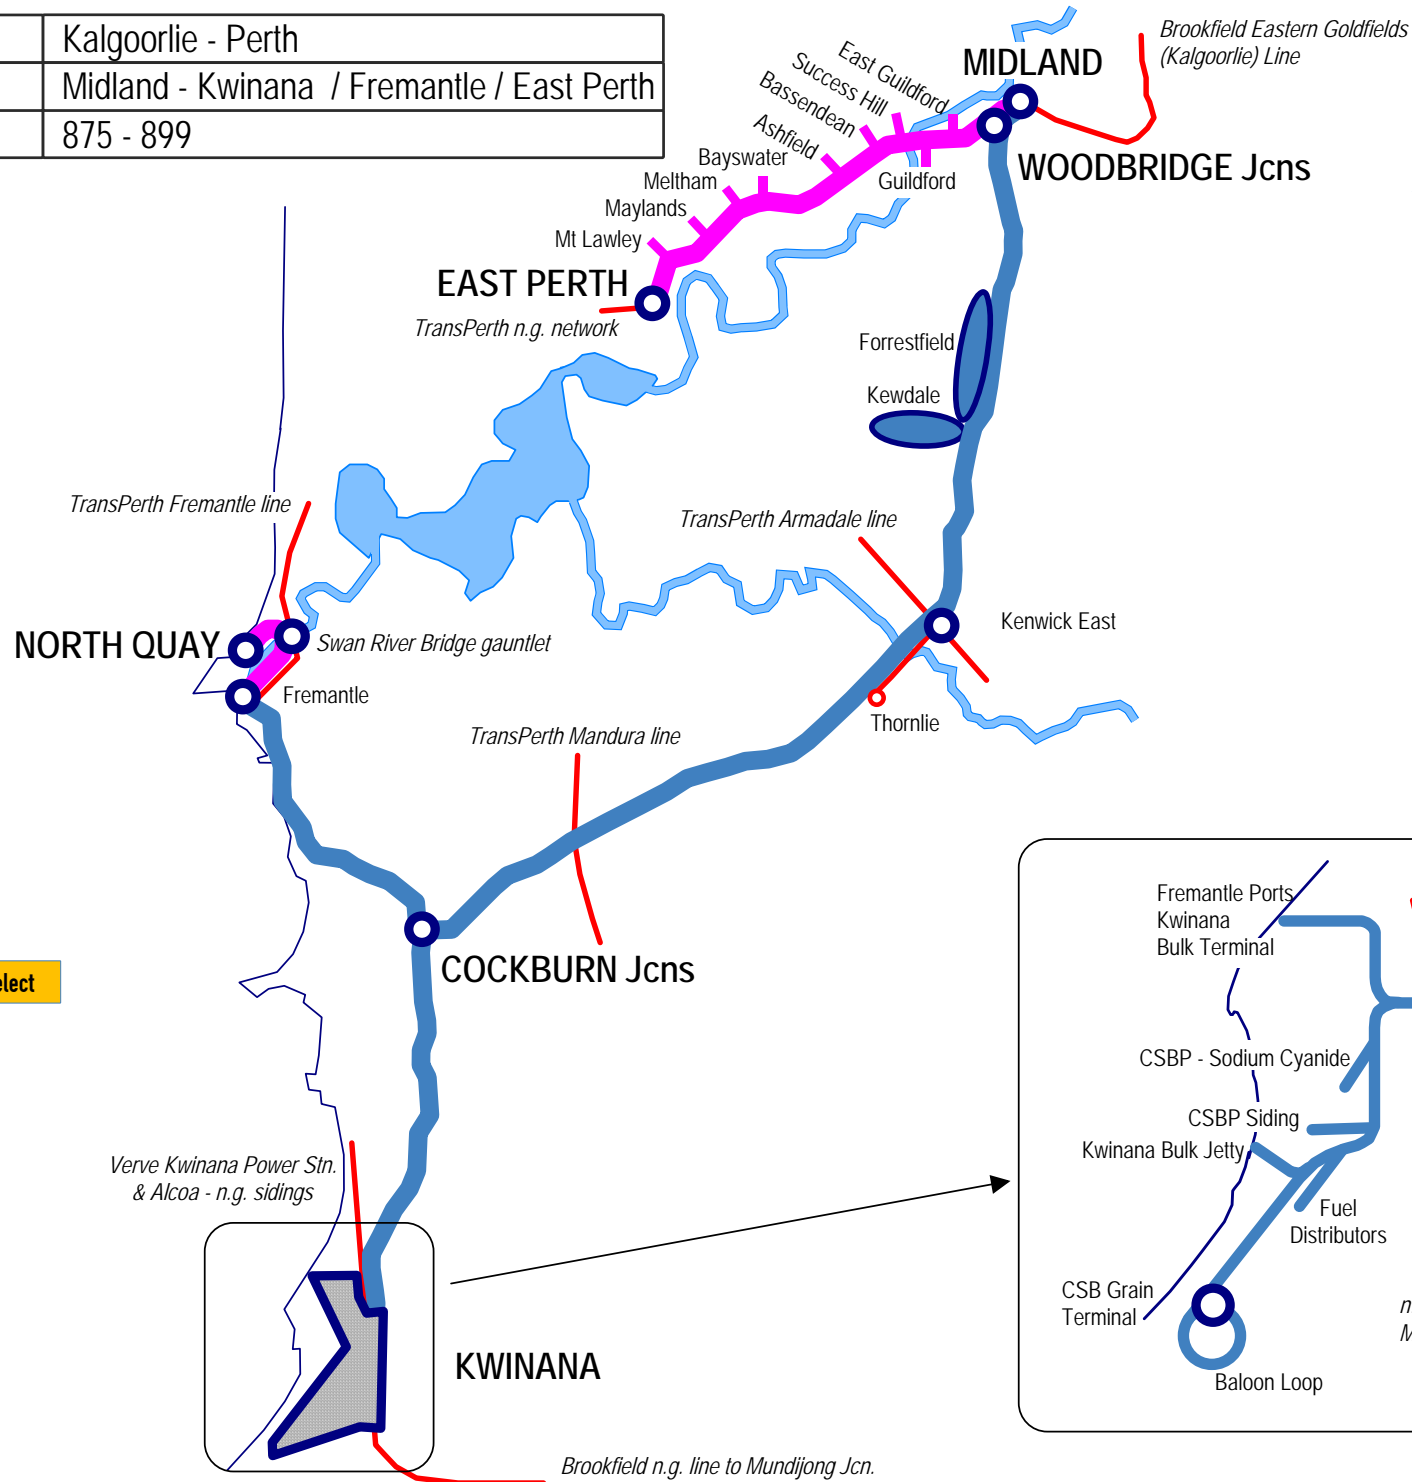 Kalgoorlie - Perth
Midland - Kwinana / Fremantle / East Perth
875 - 899
Brookfield Eastern Goldfields
(Kalgoorlie) Line
MIDLAND
East Guildford
Success Hill
Bassendean
Ashfield
Bayswater
Meltham
Maylands
Mt Lawley
Guildford
WOODBRIDGE Jcns
EAST PERTH
TransPerth n.g. network
Forrestfield
Kewdale
TransPerth Fremantle line
TransPerth Armadale line
NORTH QUAY
Swan River Bridge gauntlet
Kenwick East
Fremantle
Thornlie
TransPerth Mandura line
COCKBURN Jcns
elect
Fremantle Ports
Kwinana
Bulk Terminal
CSBP - Sodium Cyanide
CSBP Siding
Kwinana Bulk Jetty
Fuel
Distributors
CSB Grain
Terminal
Baloon Loop
n
M
Verve Kwinana Power Stn.
& Alcoa - n.g. sidings
KWINANA
Brookfield n.g. line to Mundijong Jcn.